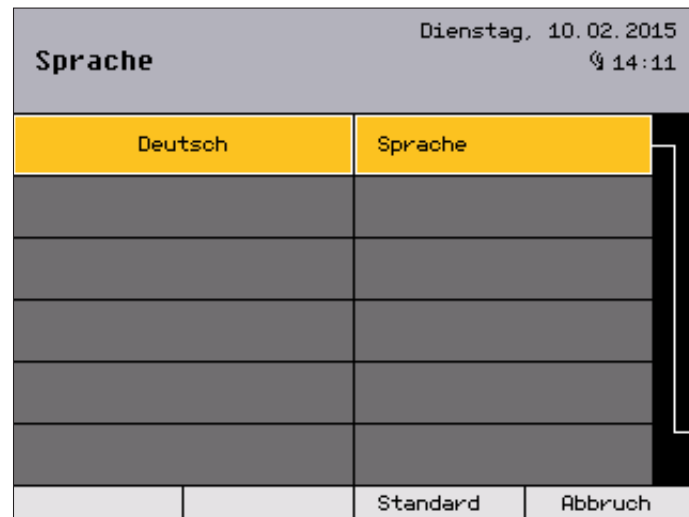 Dienstag, 10.02.2015
Sprache
14:11
Deutsch Sprache
Standard Abbruch